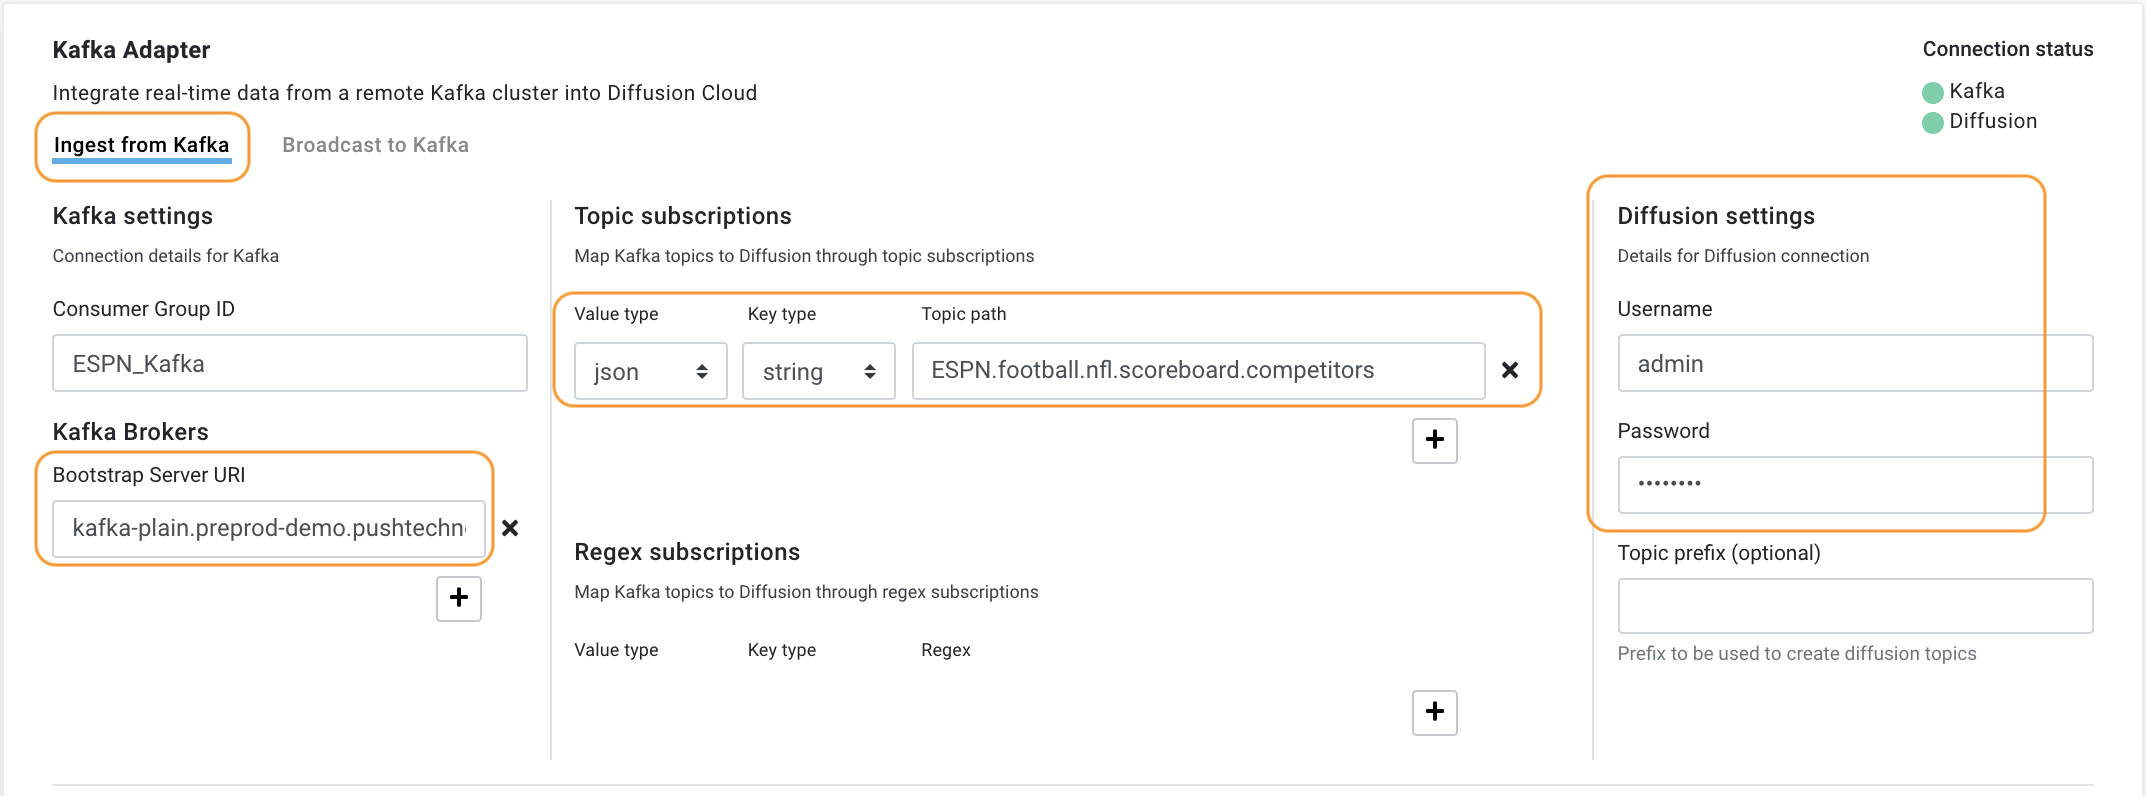 Kafka Adapter
Integrate real-time data from a remote Kafka cluster into Diffusion Cloud
Connection status
Kafka
Diffusion
Ingest from Kafka
Broadcast to Kafka
Kafka settings
Connection details for Kafka
Consumer Group ID
ESPN_Kafka
Kafka Brokers
Bootstrap Server URI
kafka-plain.preprod-demo.pushtechn
Topic subscriptions
Map Kafka topics to Diffusion through topic subscriptions
Value type Key type Topic path
json string ESPN.football.nfl.scoreboard.competitors
Regex subscriptions
Map Kafka topics to Diffusion through regex subscriptions
Value type Key type Regex
Diffusion settings
Details for Diffusion connection
Username
admin
Password
••••••••
Topic prefix (optional)
Prefix to be used to create diffusion topics